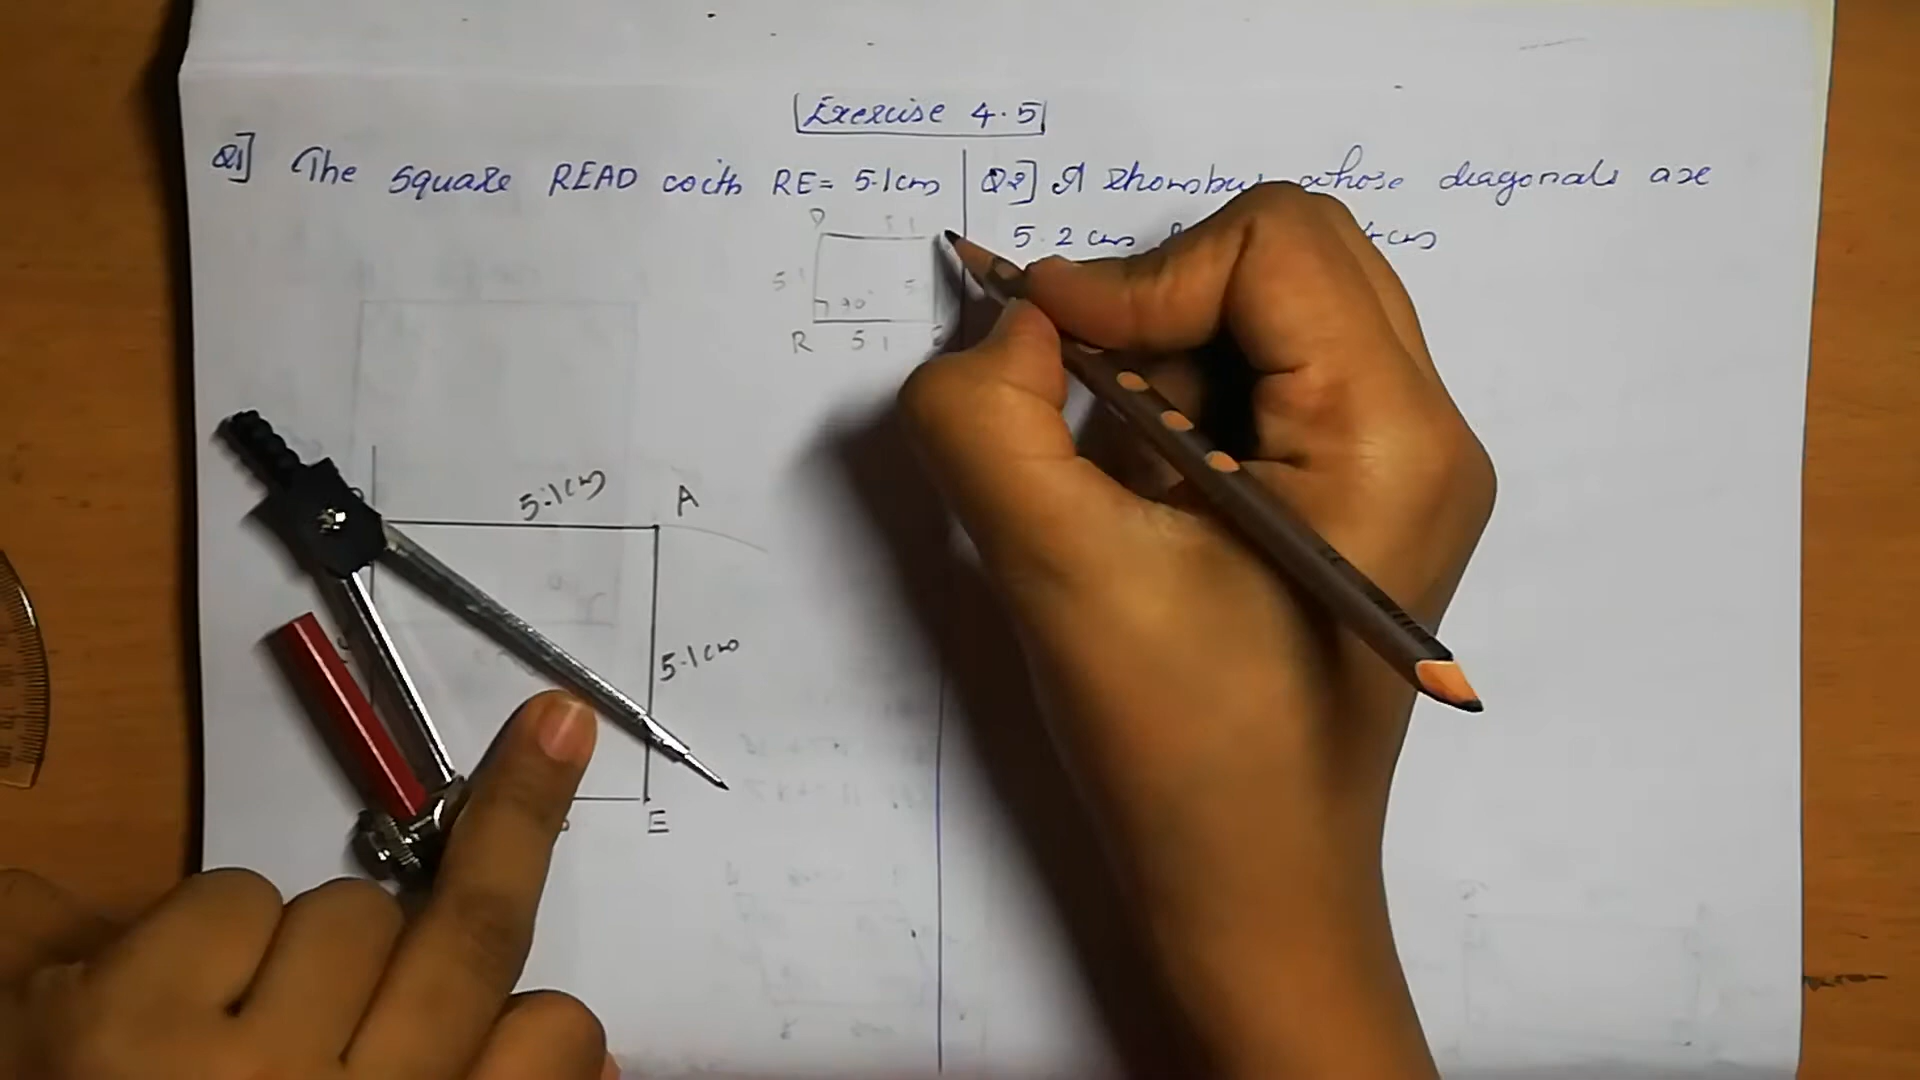 Exercise 4.5
Q1] The square READ with RE= 5.1cm
Q2] A rhombus whose diagonals are
5.2 cm 4cm
D 5.1
5.1 5.
90°
R 5.1 E
5.1cm A
5.1cm
E